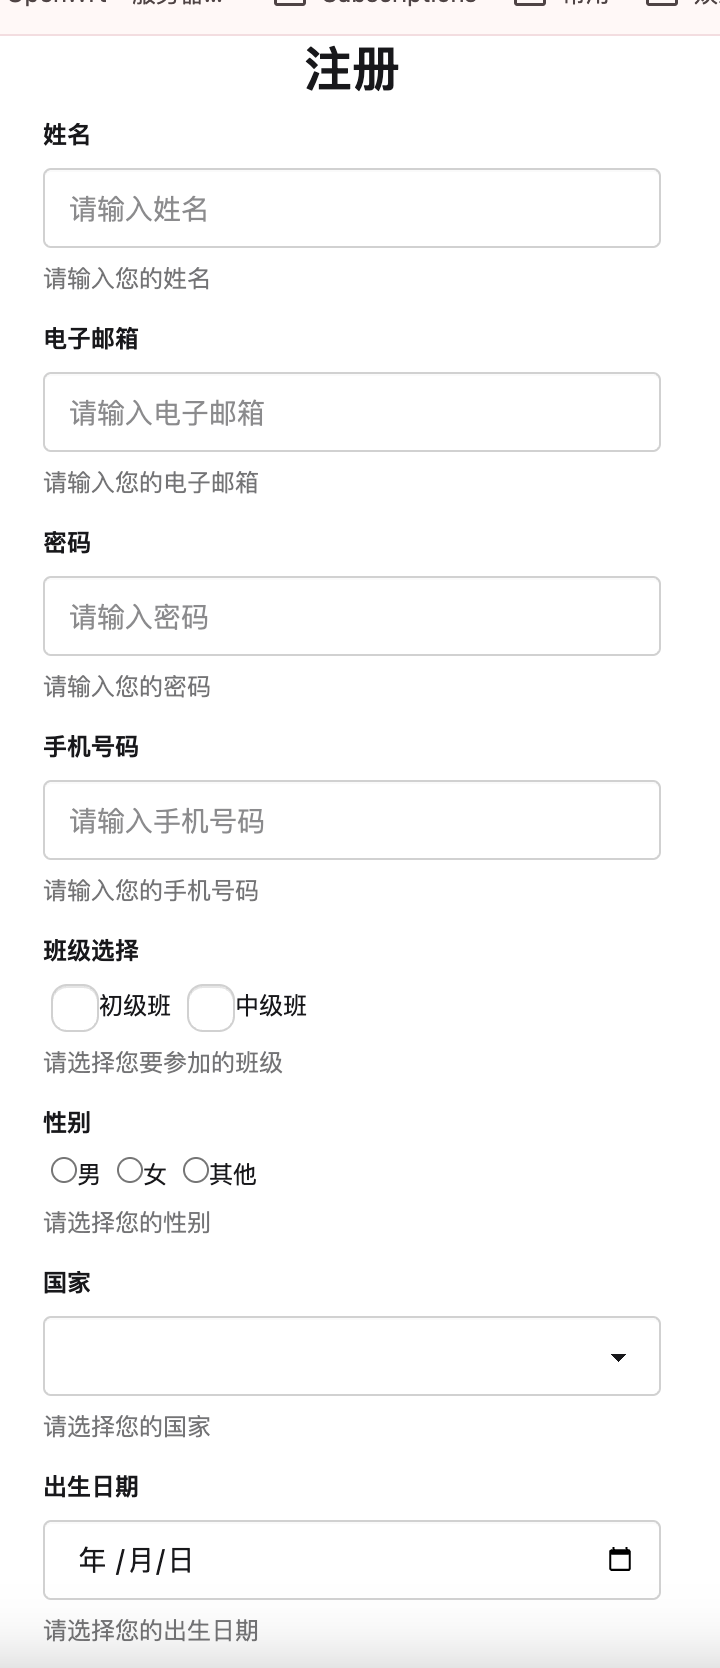 Subscriptions
注册
姓名
请输入姓名
请输入您的姓名
电子邮箱
请输入电子邮箱
请输入您的电子邮箱
密码
请输入密码
请输入您的密码
手机号码
请输入手机号码
请输入您的手机号码
班级选择
初级班 中级班
请选择您要参加的班级
性别
男 女 其他
请选择您的性别
国家
请选择您的国家
出生日期
年 /月/日
请选择您的出生日期